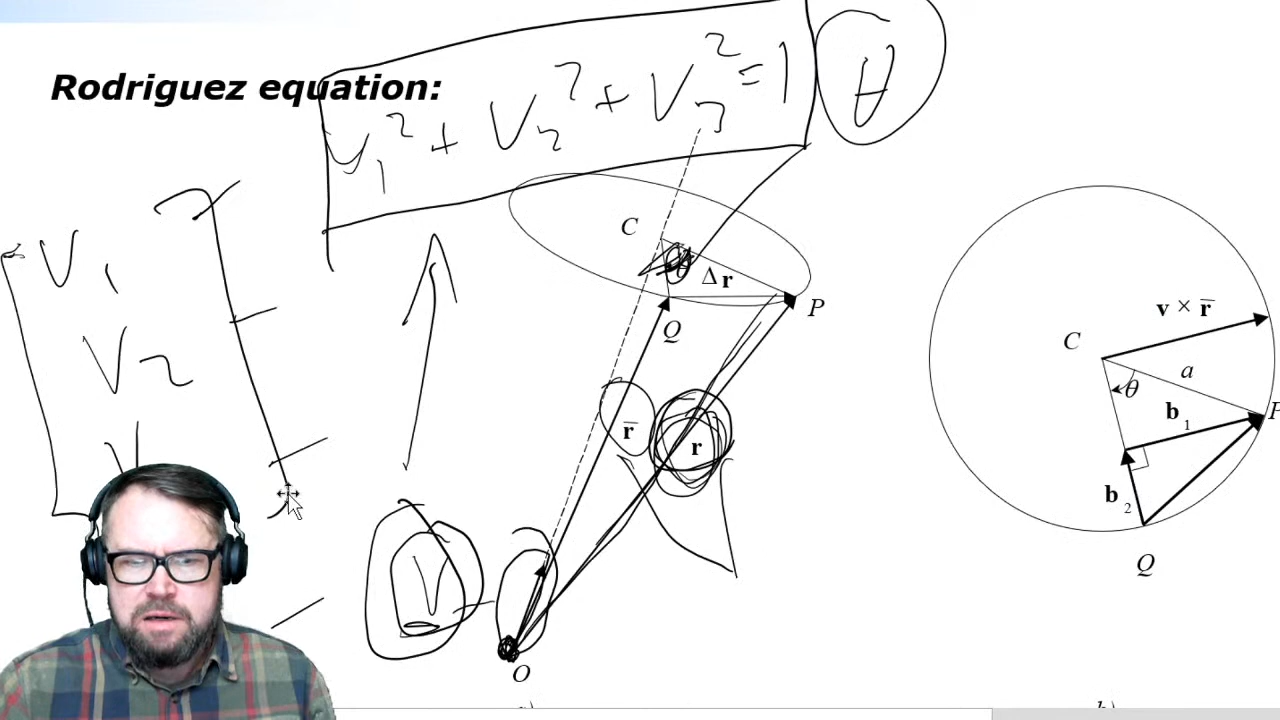 Rodriguez equation:
V₁² + V₂² + V₃² = 1
θ
V₁
V₂
V
C
θ
Δr
Q
P
r̄
r
V
O
v × r̄
C
a
θ
P
b₁
b₂
Q